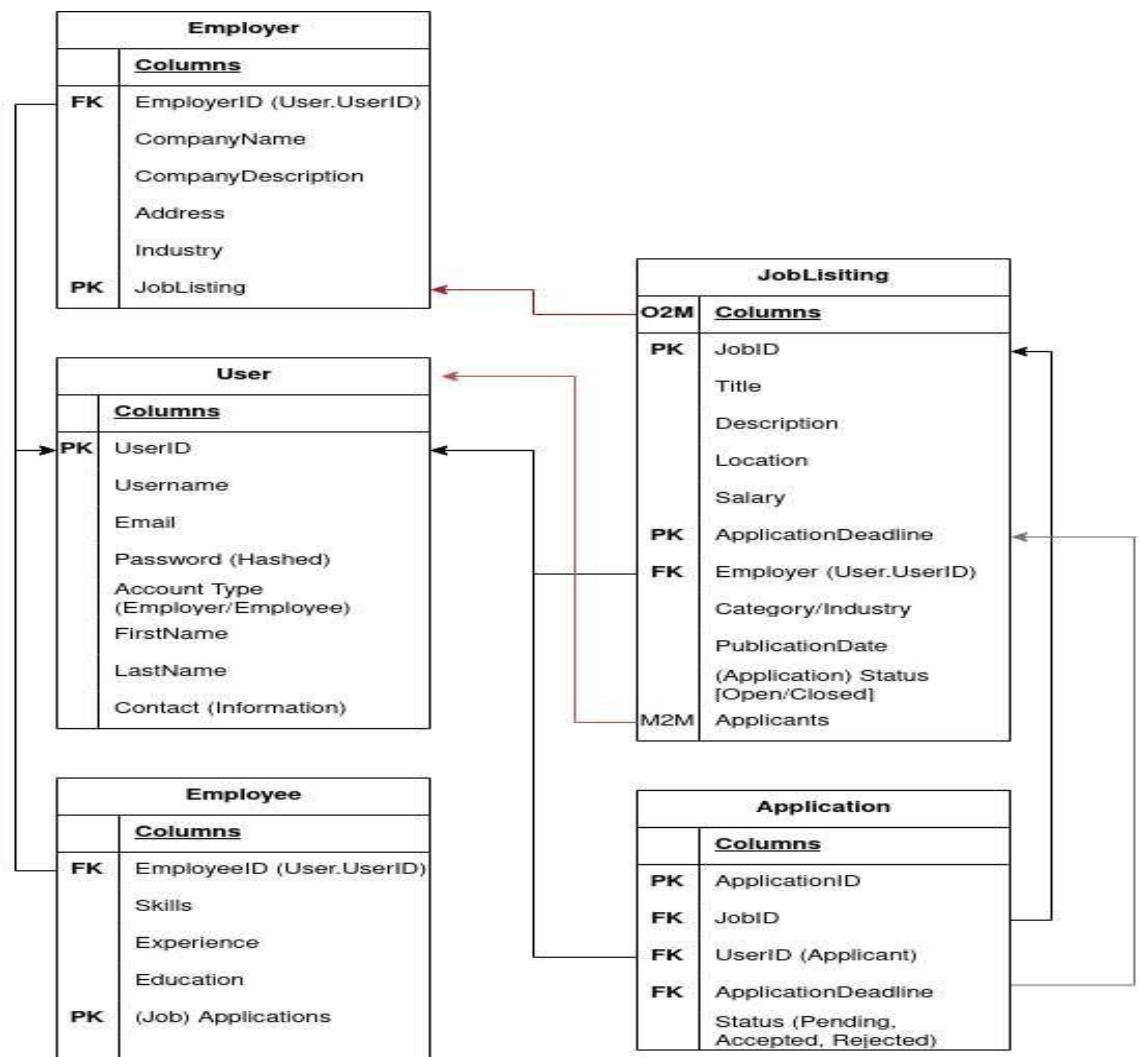 Employer
Columns
FK EmployerID (User.UserID)
CompanyName
CompanyDescription
Address
Industry
PK JobListing
User
Columns
PK UserID
Username
Email
Password (Hashed)
Account Type
(Employer/Employee)
FirstName
LastName
Contact (Information)
Employee
Columns
FK EmployeeID (User.UserID)
Skills
Experience
Education
PK (Job) Applications
JobLisiting
O2M Columns
PK JobID
Title
Description
Location
Salary
PK ApplicationDeadline
FK Employer (User.UserID)
Category/Industry
PublicationDate
(Application) Status
[Open/Closed]
M2M Applicants
Application
Columns
PK ApplicationID
FK JobID
FK UserID (Applicant)
FK ApplicationDeadline
Status (Pending,
Accepted, Rejected)